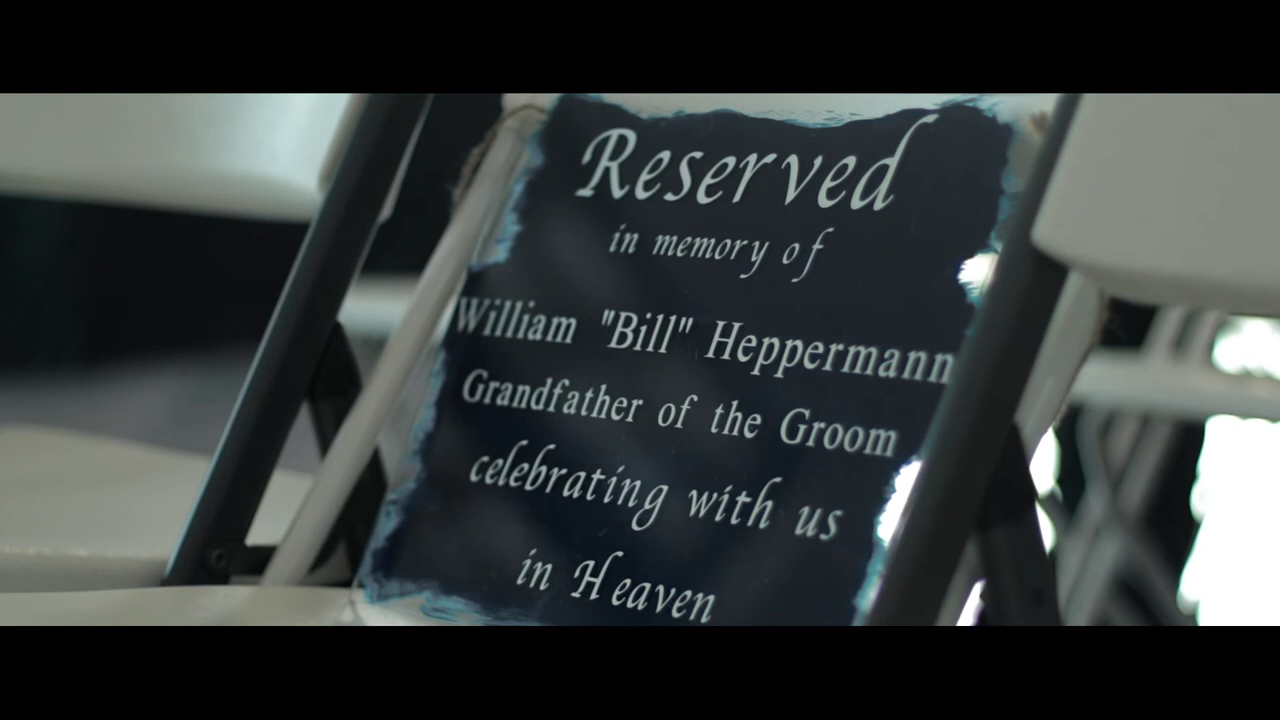 Reserved
in memory of
William "Bill" Heppermann
Grandfather of the Groom
celebrating with us
in Heaven